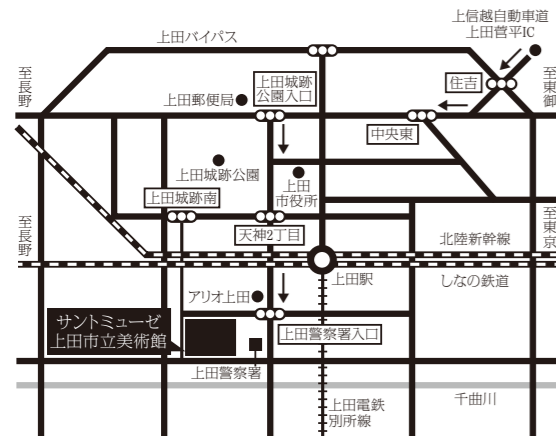 上信越自動車道
上田菅平IC
上田バイパス
至長野
上田城跡
公園入口
住吉
至東御
上田郵便局
中央東
上田城跡公園
上田
市役所
上田城跡南
至長野
天神2丁目
至東京
北陸新幹線
上田駅
しなの鉄道
アリオ上田
サントミューゼ
上田市立美術館
上田警察署入口
上田警察署
千曲川
上田電鉄
別所線